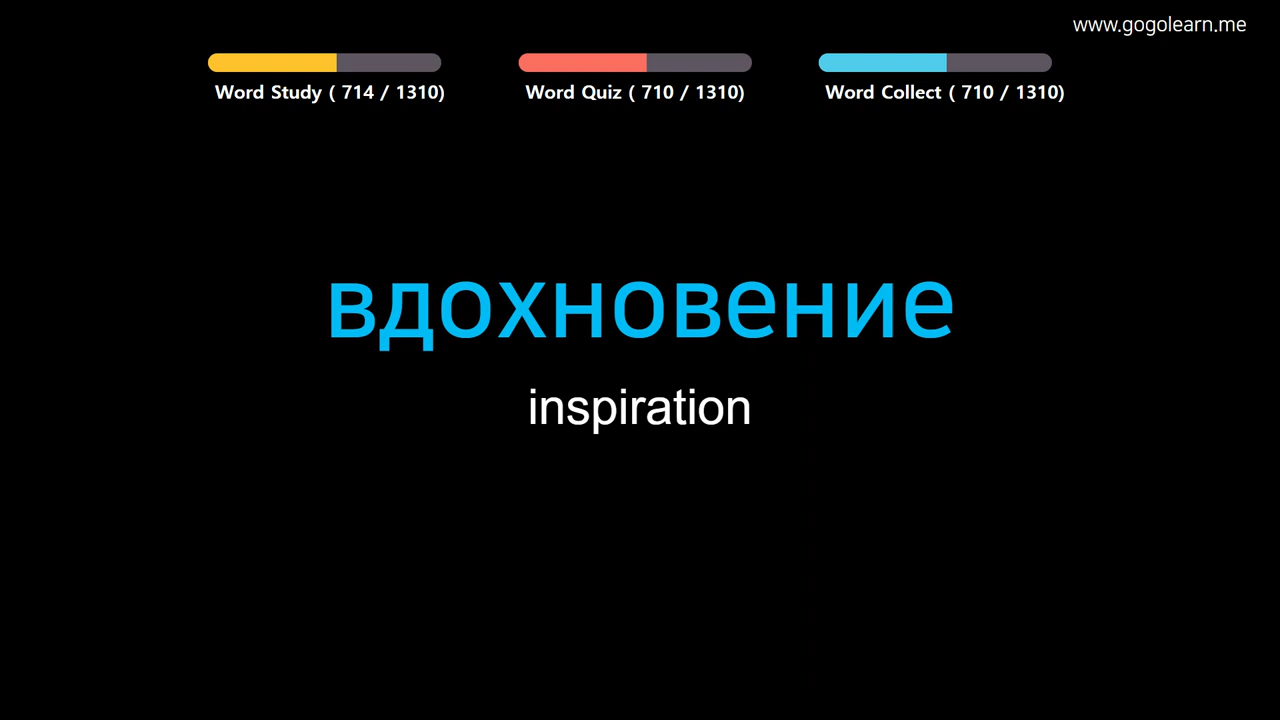 www.gogolearn.me
Word Study ( 714 / 1310)
Word Quiz ( 710 / 1310)
Word Collect ( 710 / 1310)
вдохновение
inspiration